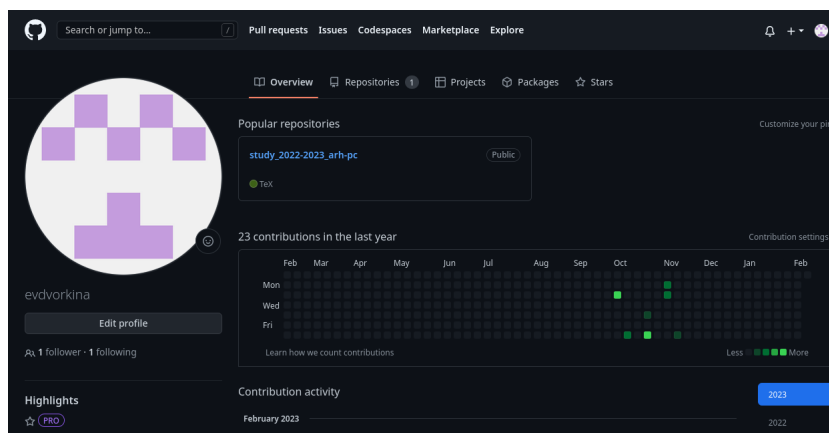 Search or jump to... /
Pull requests Issues Codespaces Marketplace Explore
Overview Repositories 1 Projects Packages Stars
Popular repositories
Customize your
study_2022-2023_arh-pc Public
TeX
23 contributions in the last year
Contribution settings
Feb Mar Apr May Jun Jul Aug Sep Oct Nov Dec Jan Feb
Mon
Wed
Fri
Learn how we count contributions
Less More
evdvorkina
Edit profile
1 follower · 1 following
Highlights
PRO
Contribution activity
February 2023
2023
2022